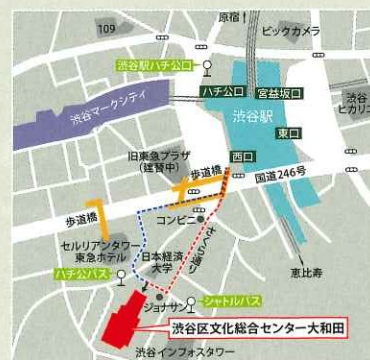 原宿
109
ビックカメラ
渋谷駅ハチ公口
ハチ公口
宮益坂口
渋谷マークシティ
渋谷駅
渋谷
ヒカリエ
東口
旧東急プラザ
(建替中)
西口
歩道橋
国道246号
歩道橋
コンビニ
さくら通り
セルリアンタワー
東急ホテル
日本経済
大学
ハチ公バス
恵比寿
ジョナサン
シャトルバス
渋谷区文化総合センター大和田
渋谷インフォスタワー